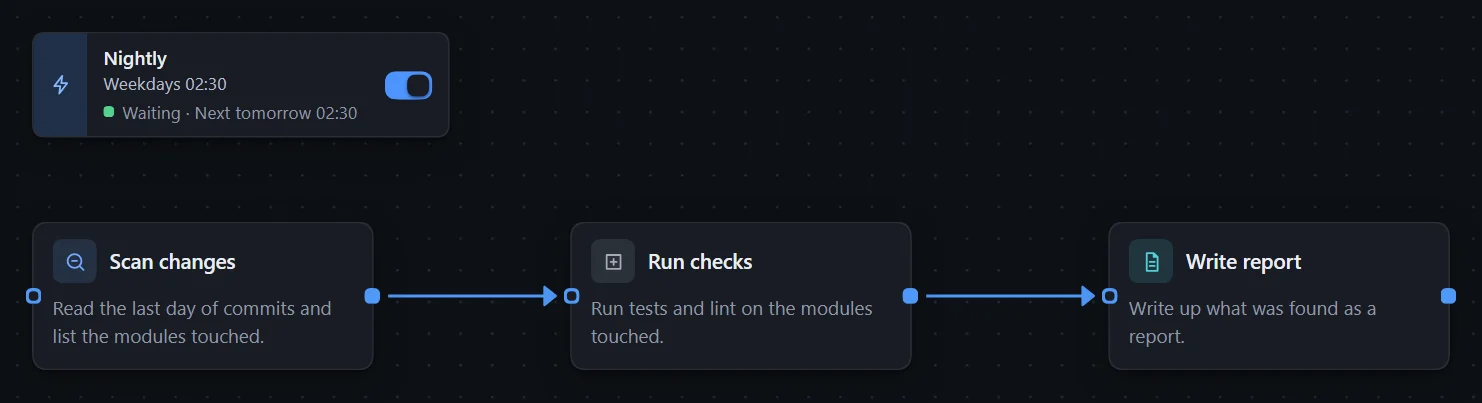 Nightly
Weekdays 02:30
Waiting · Next tomorrow 02:30
Scan changes
Read the last day of commits and
list the modules touched.
Run checks
Run tests and lint on the modules
touched.
Write report
Write up what was found as a
report.